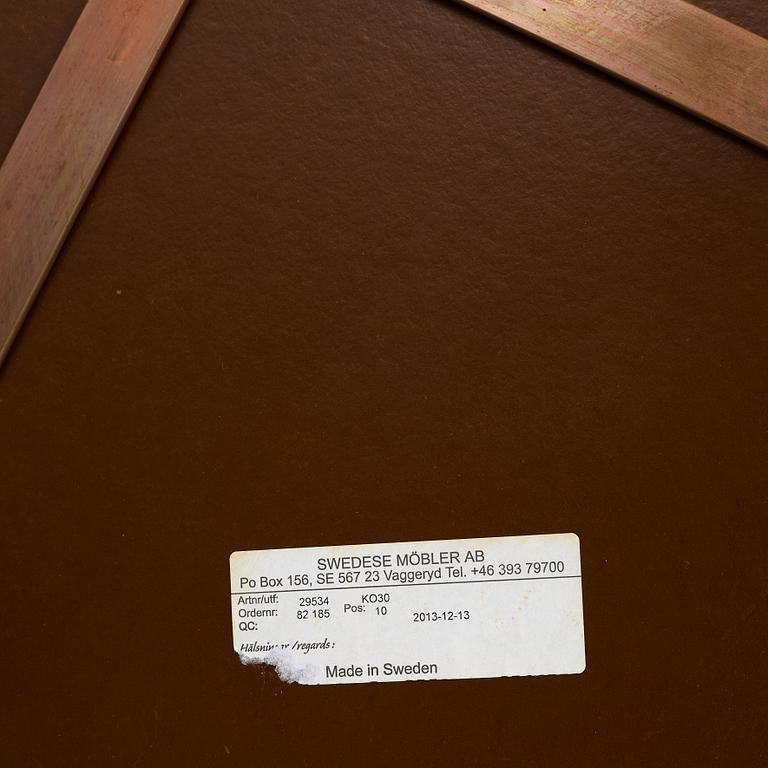 SWEDESE MÖBLER AB
Po Box 156, SE 567 23 Vaggeryd Tel. +46 393 79700
Artnr/utf: 29534 KO30
Ordernr: 82 185 Pos: 10 2013-12-13
QC:
/regards:
Made in Sweden